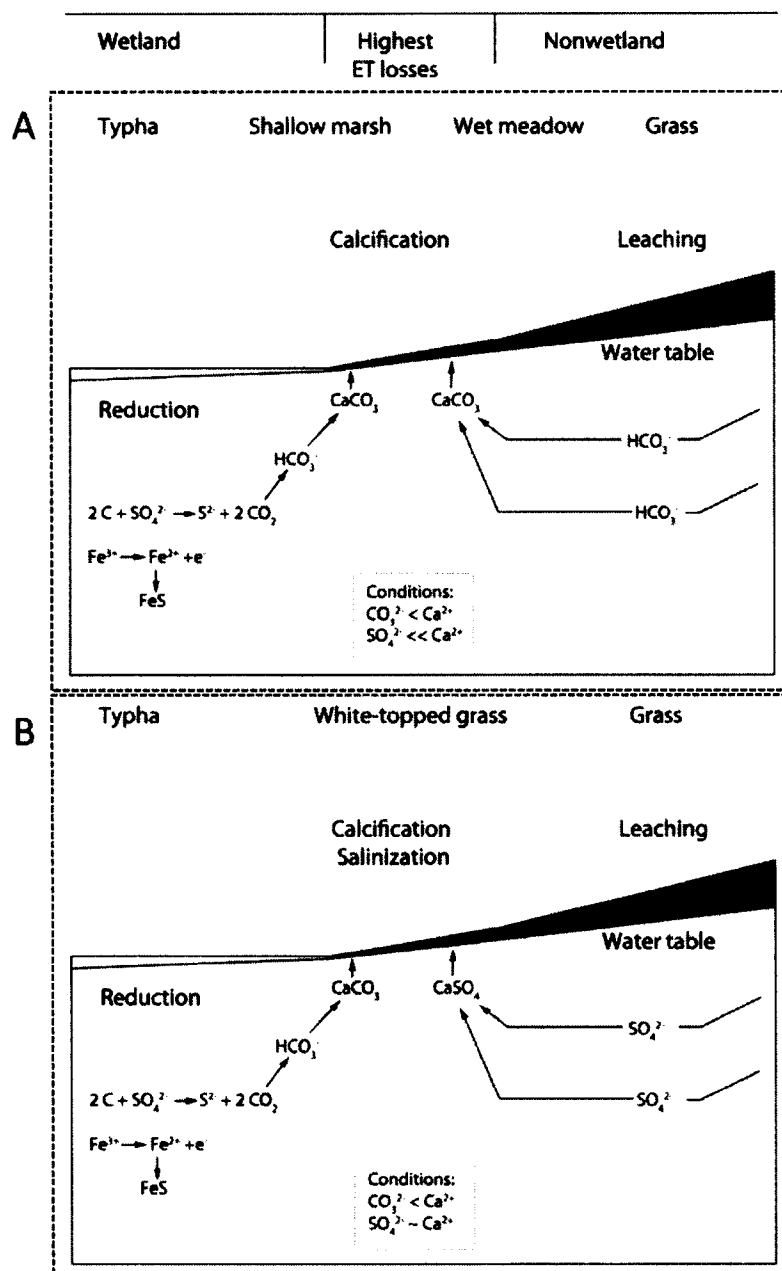 Wetland Highest Nonwetland
ET losses
A
Typha Shallow marsh Wet meadow Grass
Calcification Leaching
Water table
Reduction CaCO₃ CaCO₃
HCO₃⁻
HCO₃⁻
2 C + SO₄²⁻ → S²⁻ + 2 CO₂ HCO₃⁻
Fe³⁺ → Fe²⁺ + e⁻
FeS
Conditions:
CO₃²⁻ < Ca²⁺
SO₄²⁻ << Ca²⁺
B
Typha White-topped grass Grass
Calcification Leaching
Salinization
Water table
Reduction CaCO₃ CaSO₄
SO₄²⁻
HCO₃⁻
2 C + SO₄²⁻ → S²⁻ + 2 CO₂ SO₄²⁻
Fe³⁺ → Fe²⁺ + e⁻
FeS
Conditions:
CO₃²⁻ < Ca²⁺
SO₄²⁻ ~ Ca²⁺